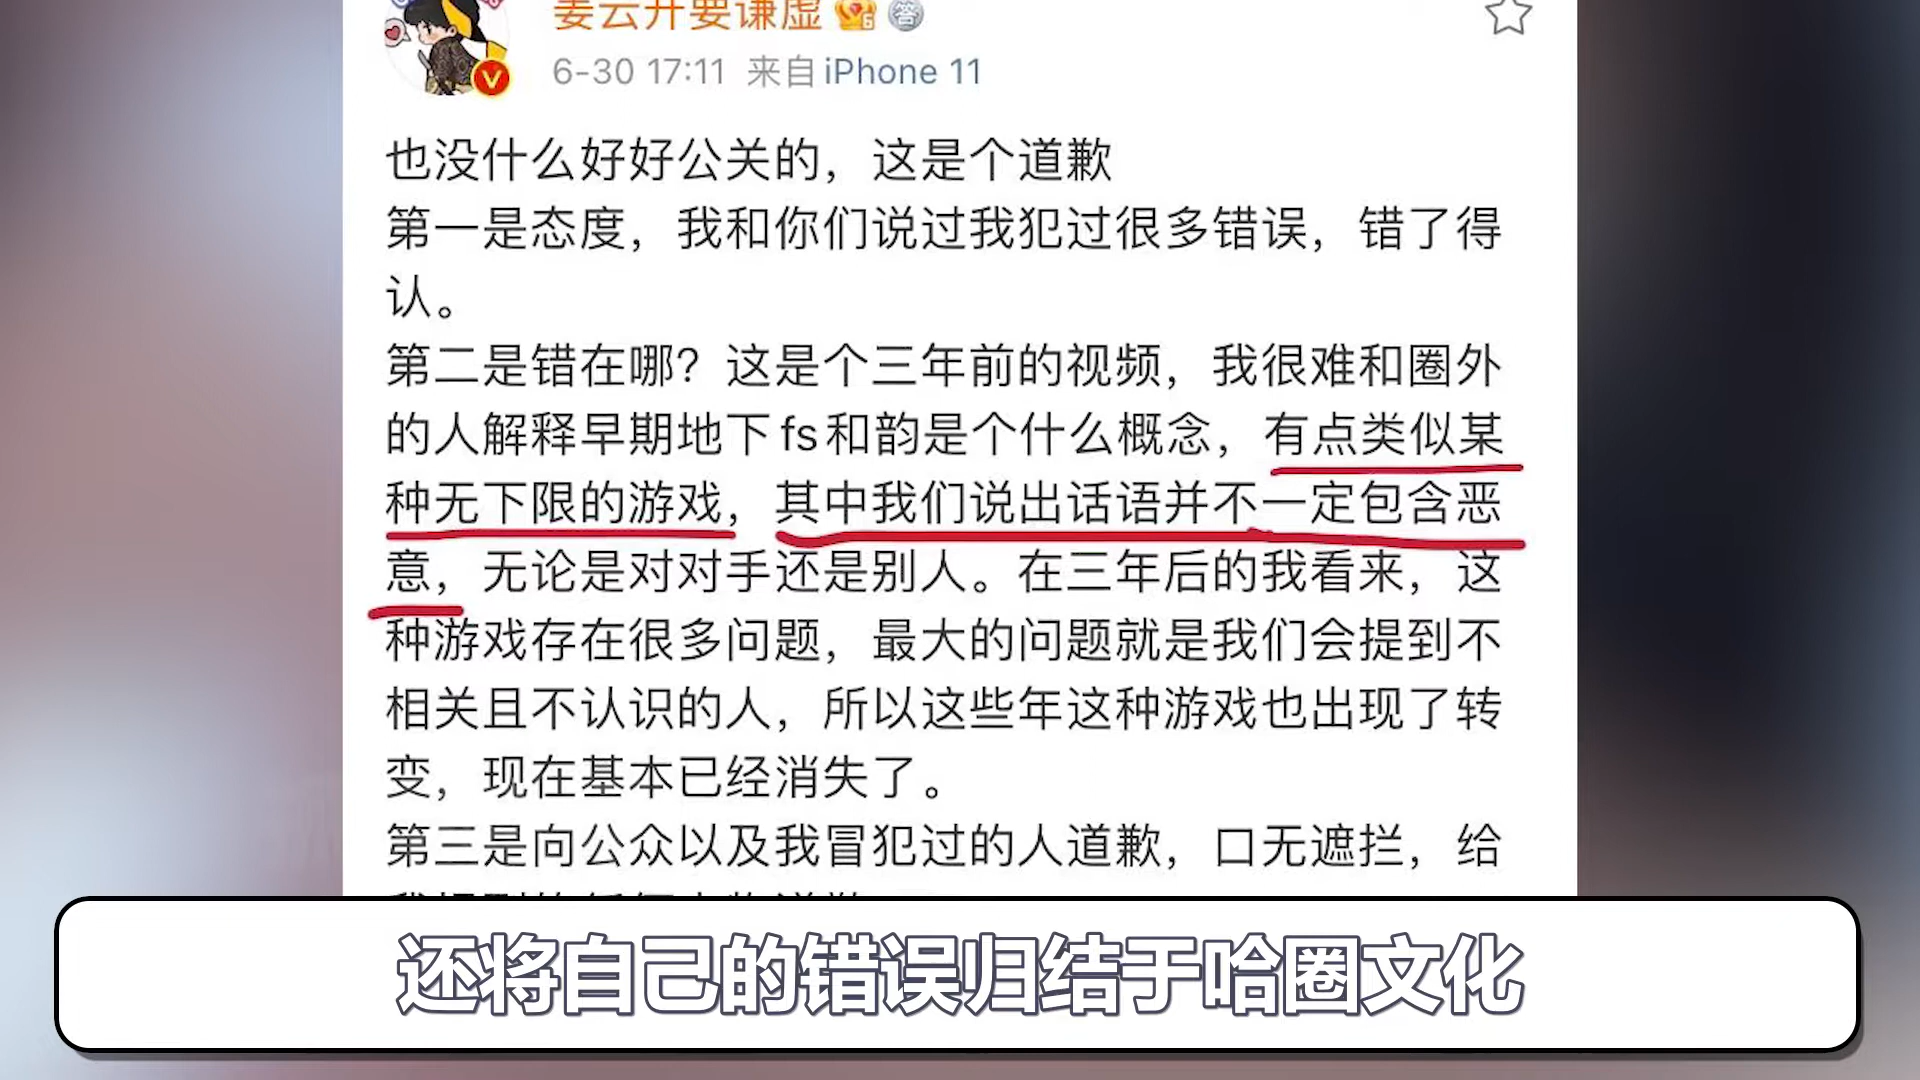 姜云升要谦虚
6-30 17:11 来自 iPhone 11
也没什么好好公关的，这是个道歉
第一是态度，我和你们说过我犯过很多错误，错了得
认。
第二是错在哪？这是个三年前的视频，我很难和圈外
的人解释早期地下fs和韵是个什么概念，有点类似某
种无下限的游戏，其中我们说出话语并不一定包含恶
意，无论是对对手还是别人。在三年后的我看来，这
种游戏存在很多问题，最大的问题就是我们会提到不
相关且不认识的人，所以这些年这种游戏也出现了转
变，现在基本已经消失了。
第三是向公众以及我冒犯过的人道歉，口无遮拦，给
还将自己的错误归结于哈圈文化